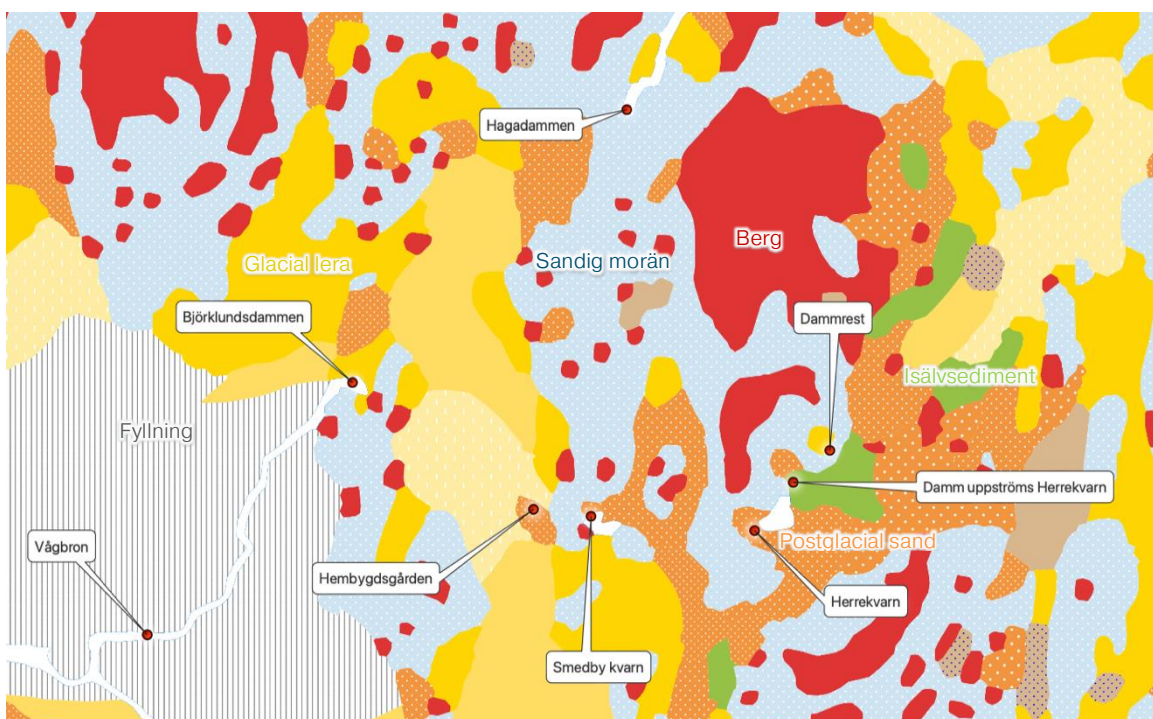 Hagadammen
Berg
Glacial lera
Sandig morän
Björklundsdammen
Dammrest
Isälvsediment
Fyllning
Damm uppströms Herrekvarn
Vågbron
Postglacial sand
Hembygdsgården
Herrekvarn
Smedby kvarn